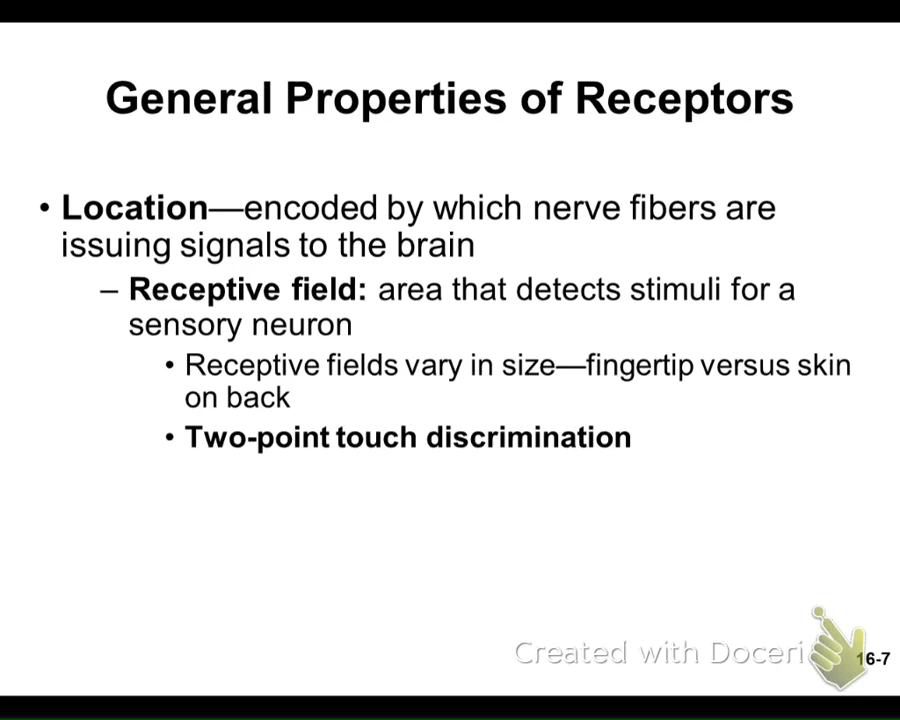 General Properties of Receptors
• Location—encoded by which nerve fibers are
issuing signals to the brain
– Receptive field: area that detects stimuli for a
sensory neuron
• Receptive fields vary in size—fingertip versus skin
on back
• Two-point touch discrimination
Created with Doceri
16-7